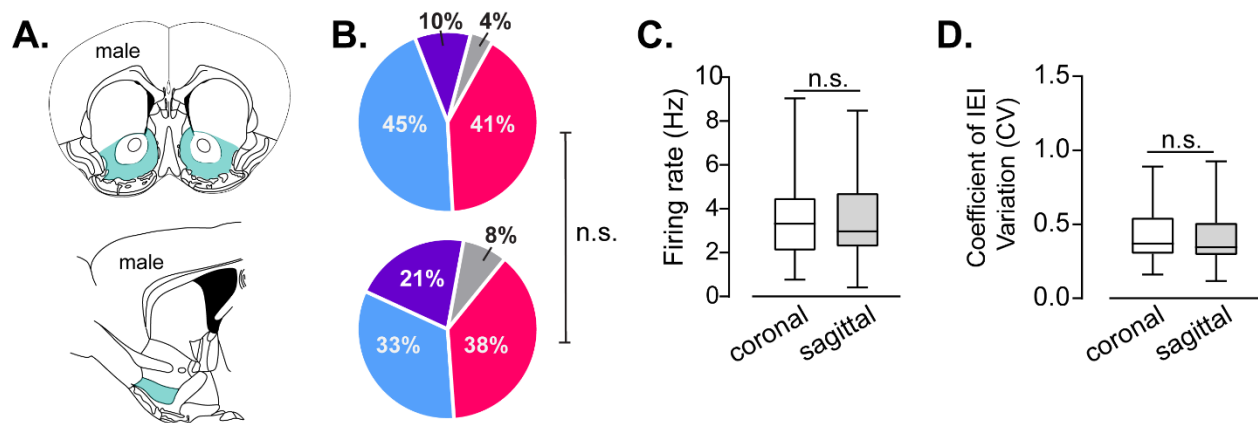 A.
male
male
B.
10%
4%
45%
41%
8%
21%
33%
38%
n.s.
C.
Firing rate (Hz)
10
8
6
4
2
0
n.s.
coronal
sagittal
D.
Coefficient of IEI
Variation (CV)
1.5
1.0
0.5
0.0
n.s.
coronal
sagittal